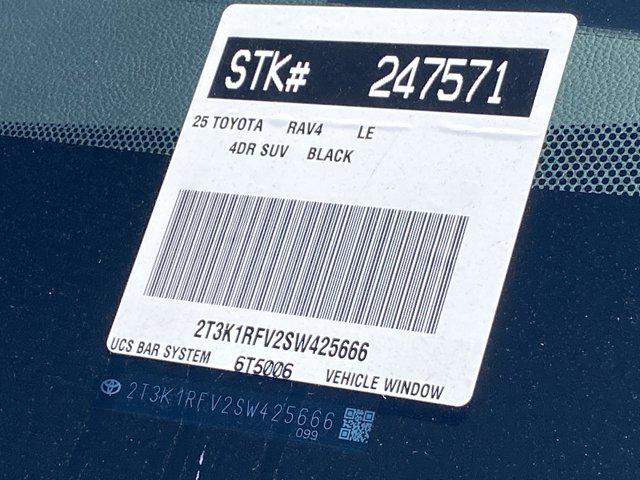 STK# 247571
25 TOYOTA RAV4 LE
4DR SUV BLACK
2T3K1RFV2SW425666
UCS BAR SYSTEM 6T5006 VEHICLE WINDOW
2T3K1RFV2SW425666
099